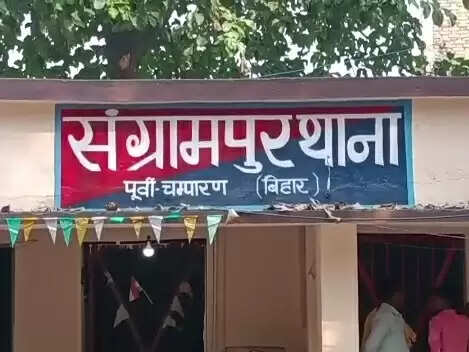 संग्रामपुर थाना
पूर्वी-चम्पारण (बिहार)